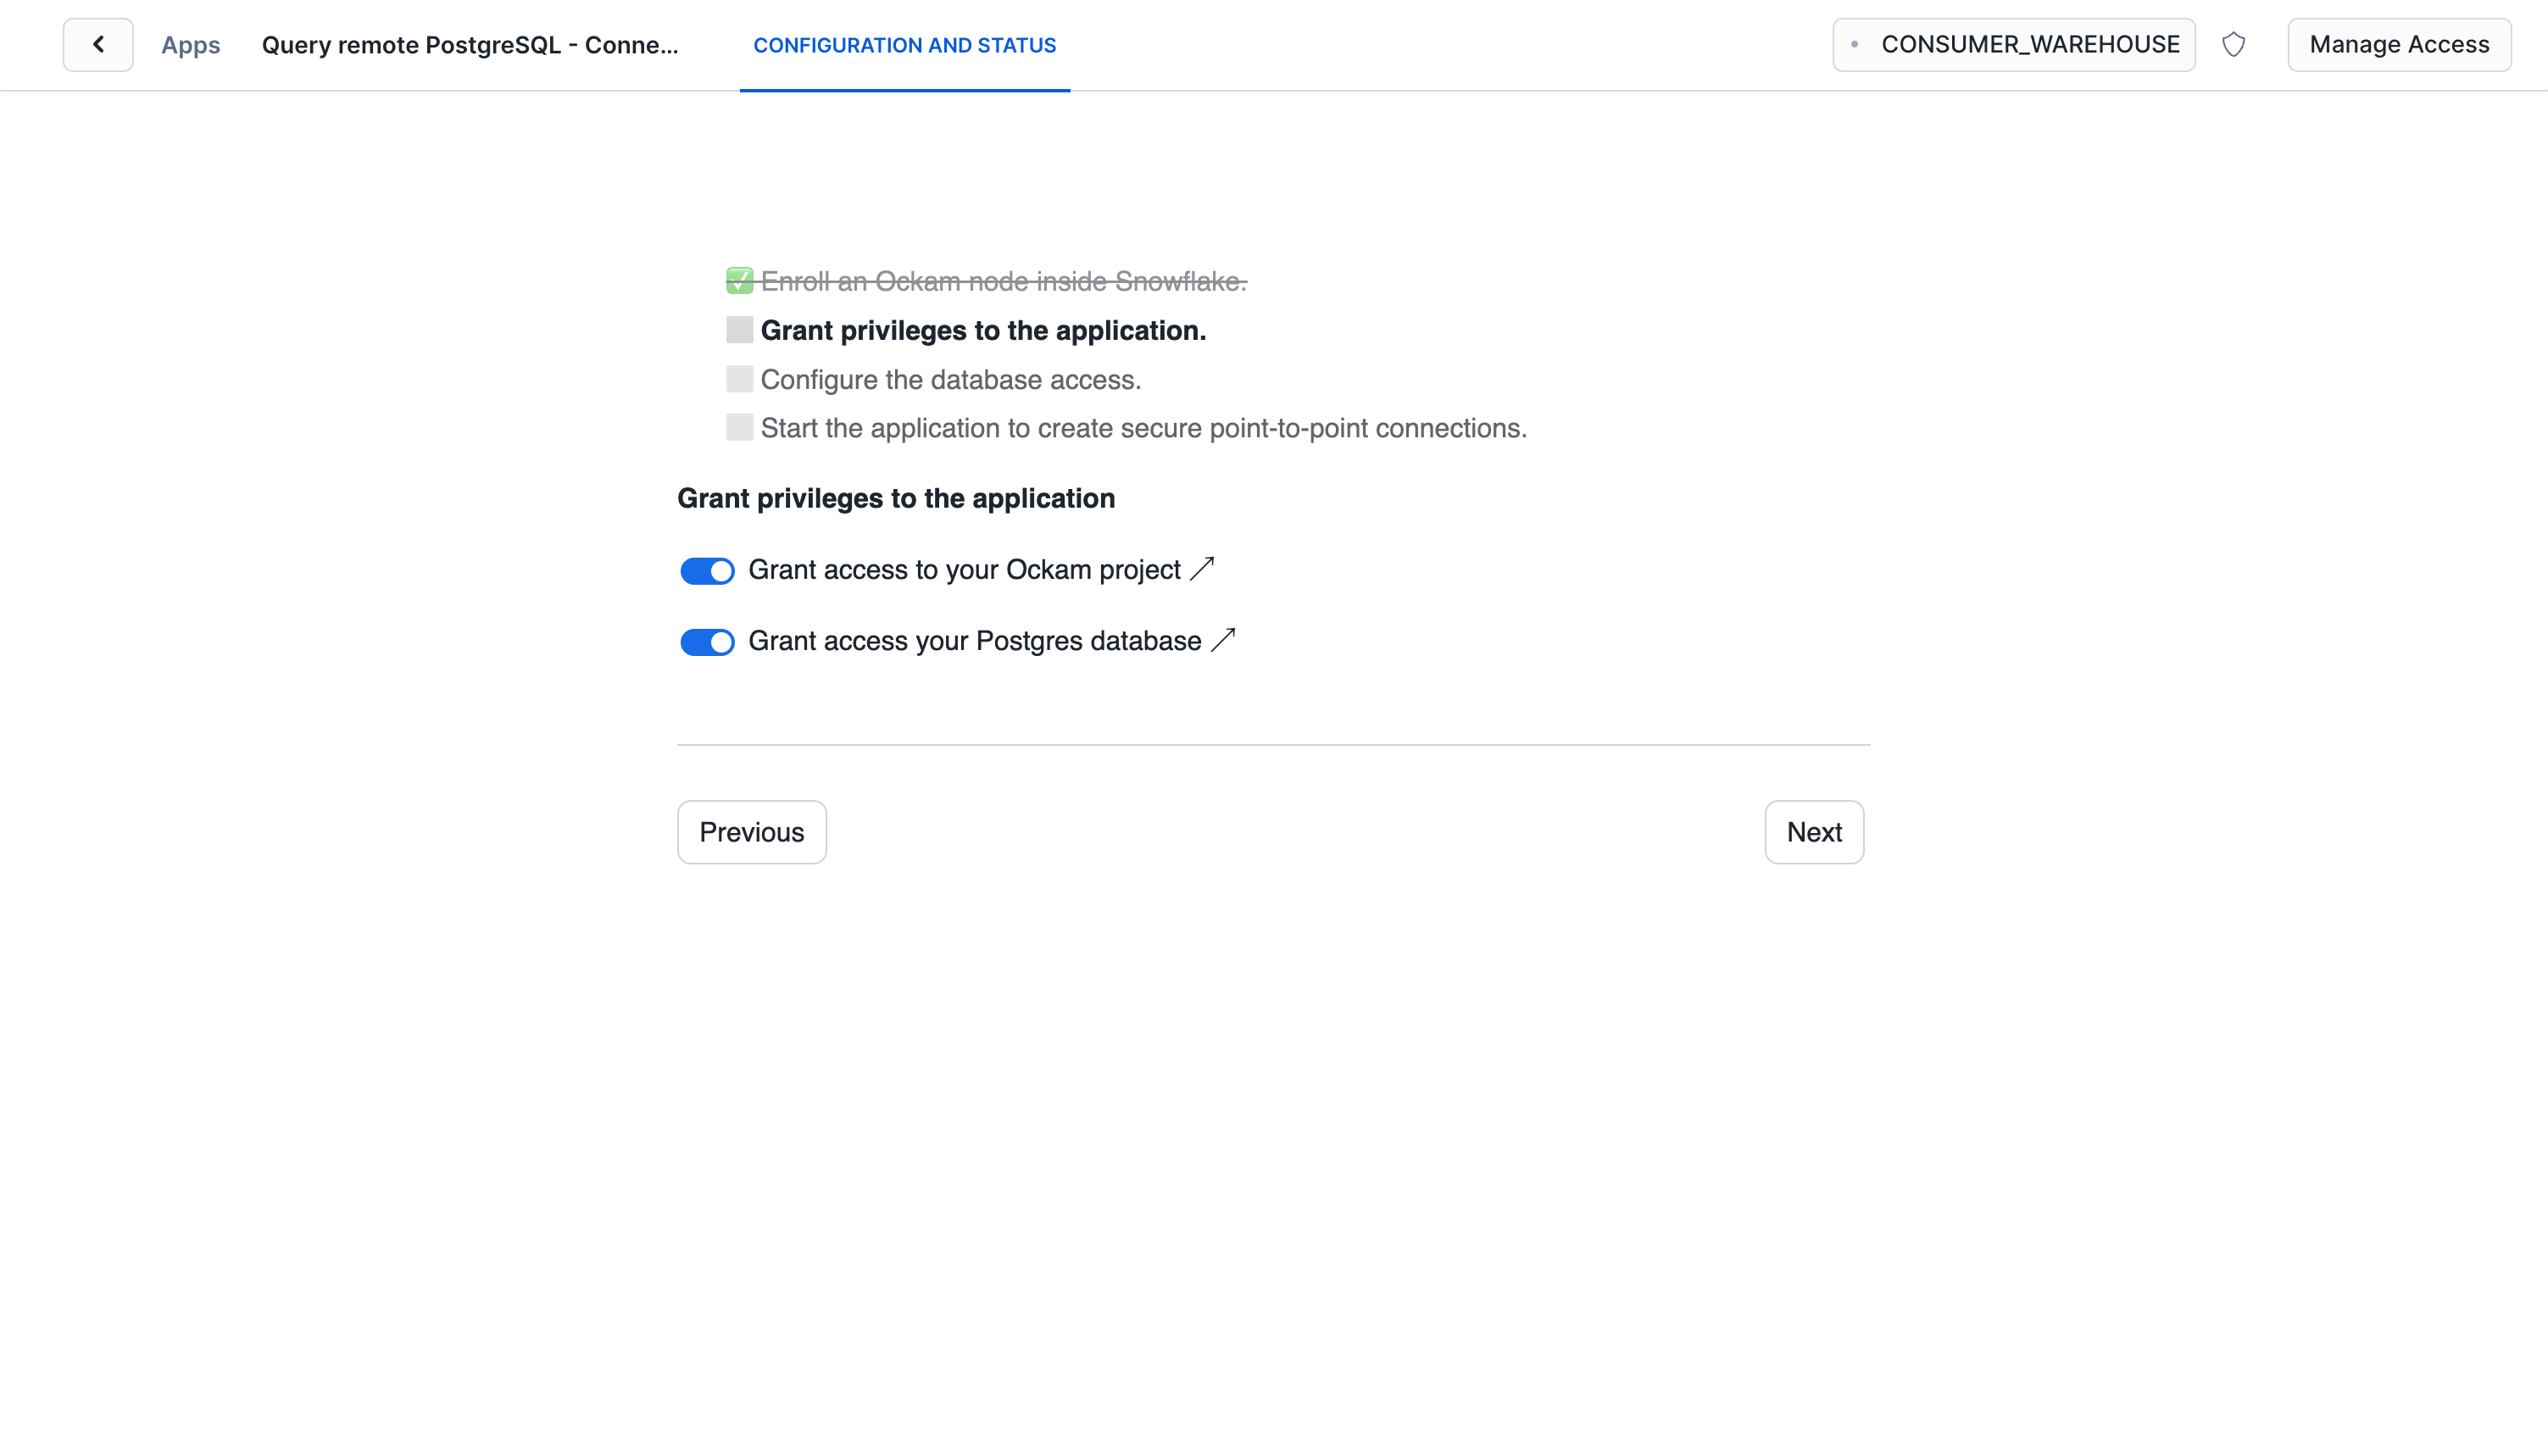 Apps
Query remote PostgreSQL - Conne...
CONFIGURATION AND STATUS
CONSUMER_WAREHOUSE
Manage Access
Enroll an Ockam node inside Snowflake.
Grant privileges to the application.
Configure the database access.
Start the application to create secure point-to-point connections.
Grant privileges to the application
Grant access to your Ockam project
Grant access your Postgres database
Previous
Next